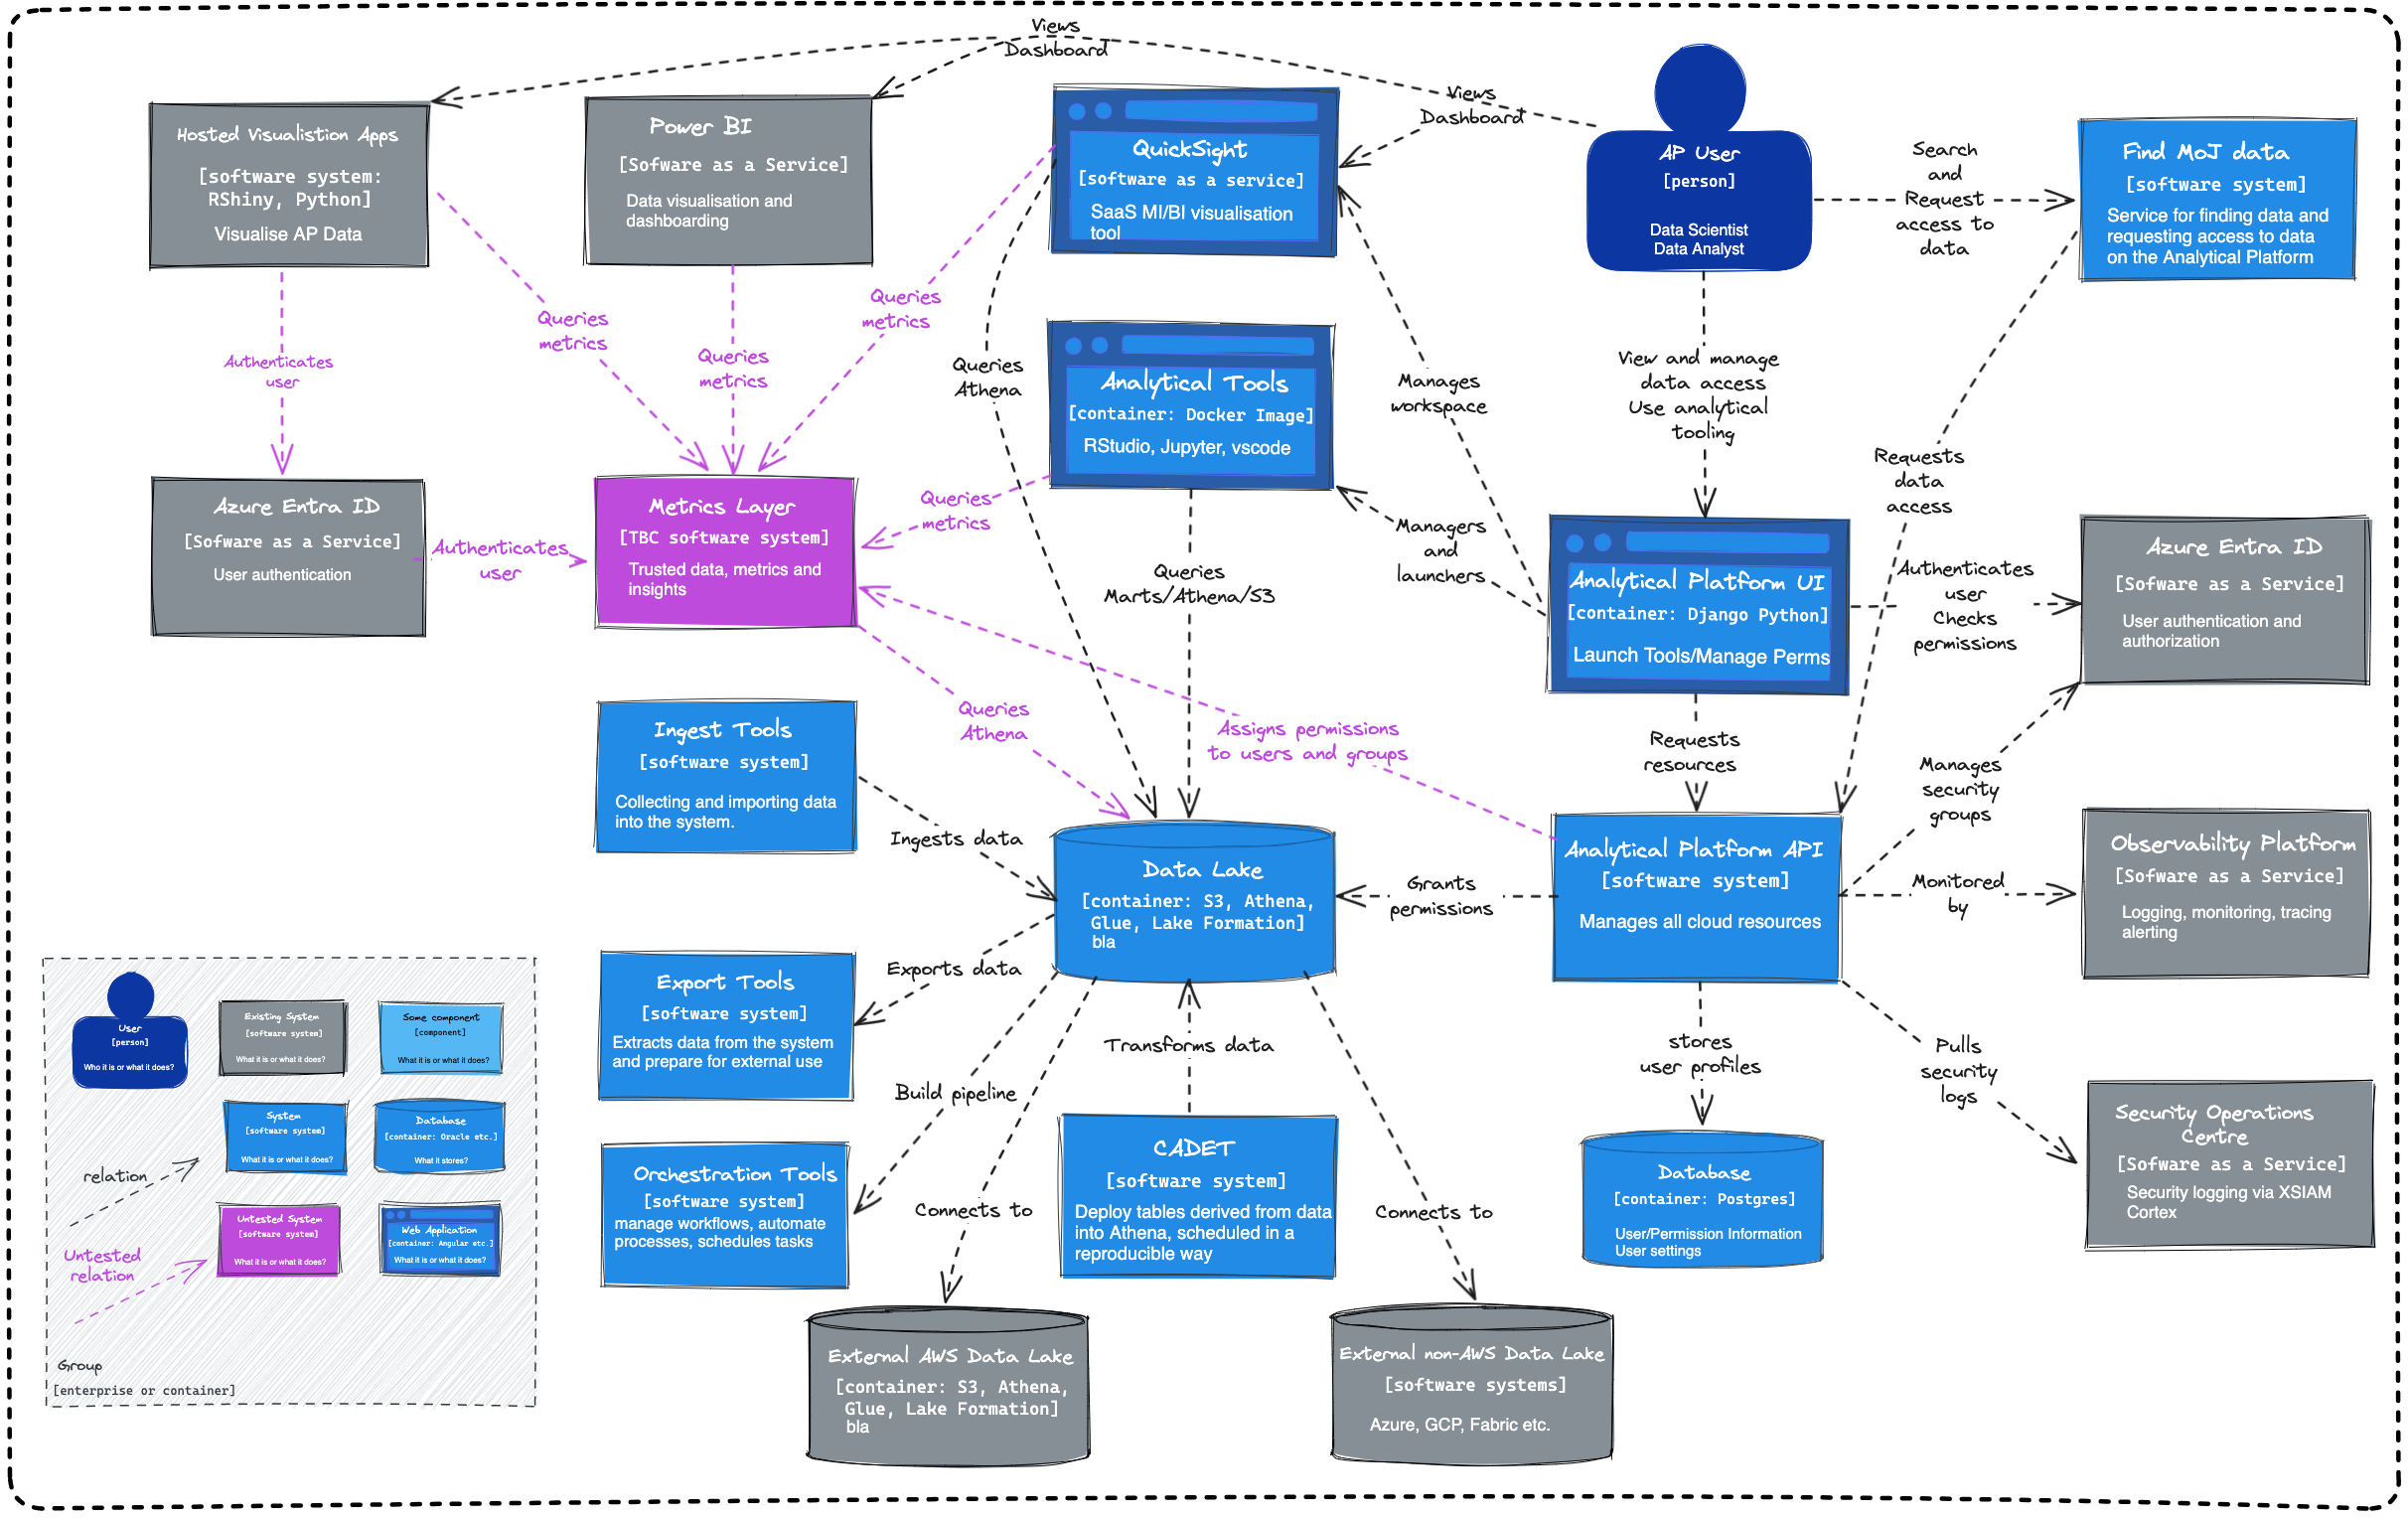 Views
Dashboard
Hosted Visualistion Apps
[software system:
RShiny, Python]
Visualise AP Data
Power BI
[Sofware as a Service]
Data visualisation and
dashboarding
QuickSight
[software as a service]
SaaS MI/BI visualisation
tool
Views
Dashboard
AP User
[person]
Data Scientist
Data Analyst
Search
and
Request
access to
data
Find MoJ data
[software system]
Service for finding data and
requesting access to data
on the Analytical Platform
Authenticates
user
Queries
metrics
Queries
metrics
Queries
metrics
Queries
Athena
Analytical Tools
[container: Docker Image]
RStudio, Jupyter, vscode
Manages
workspace
View and manage
data access
Use analytical
tooling
Requests
data
access
Azure Entra ID
[Sofware as a Service]
User authentication
Authenticates
user
Metrics Layer
[TBC software system]
Trusted data, metrics and
insights
Queries
metrics
Queries
Marts/Athena/S3
Managers
and
launchers
Analytical Platform UI
[container: Django Python]
Launch Tools/Manage Perms
Authenticates
user
Checks
permissions
Azure Entra ID
[Sofware as a Service]
User authentication and
authorization
Ingest Tools
[software system]
Collecting and importing data
into the system.
Queries
Athena
Assigns permissions
to users and groups
Requests
resources
Manages
security
groups
Ingests data
Data Lake
[container: S3, Athena,
Glue, Lake Formation]
bla
Grants
permissions
Analytical Platform API
[software system]
Manages all cloud resources
Monitored
by
Observability Platform
[Sofware as a Service]
Logging, monitoring, tracing
alerting
Export Tools
[software system]
Extracts data from the system
and prepare for external use
Exports data
Build pipeline
Transforms data
stores
user profiles
Pulls
security
logs
Orchestration Tools
[software system]
manage workflows, automate
processes, schedules tasks
Connects to
CADET
[software system]
Deploy tables derived from data
into Athena, scheduled in a
reproducible way
Connects to
Database
[container: Postgres]
User/Permission Information
User settings
Security Operations
Centre
[Sofware as a Service]
Security logging via XSIAM
Cortex
External AWS Data Lake
[container: S3, Athena,
Glue, Lake Formation]
bla
External non-AWS Data Lake
[software systems]
Azure, GCP, Fabric etc.
User
[person]
Who it is or what it does?
Existing System
[software system]
What it is or what it does?
Some component
[component]
What it is or what it does?
System
[software system]
What it is or what it does?
Database
[container: Oracle etc.]
What it stores?
relation
Untested System
[software system]
What it is or what it does?
Web Application
[container: Angular etc.]
What it is or what it does?
Untested
relation
Group
[enterprise or container]